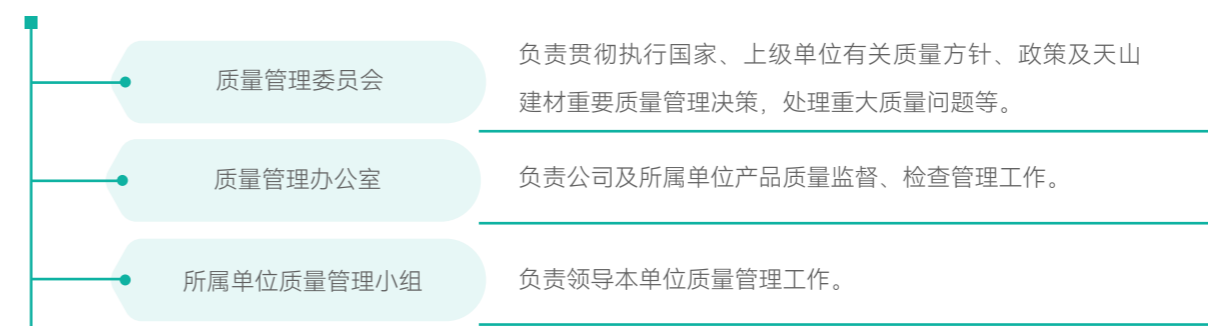 质量管理委员会
负责贯彻执行国家、上级单位有关质量方针、政策及天山
建材重要质量管理决策，处理重大质量问题等。
质量管理办公室
负责公司及所属单位产品质量监督、检查管理工作。
所属单位质量管理小组
负责领导本单位质量管理工作。